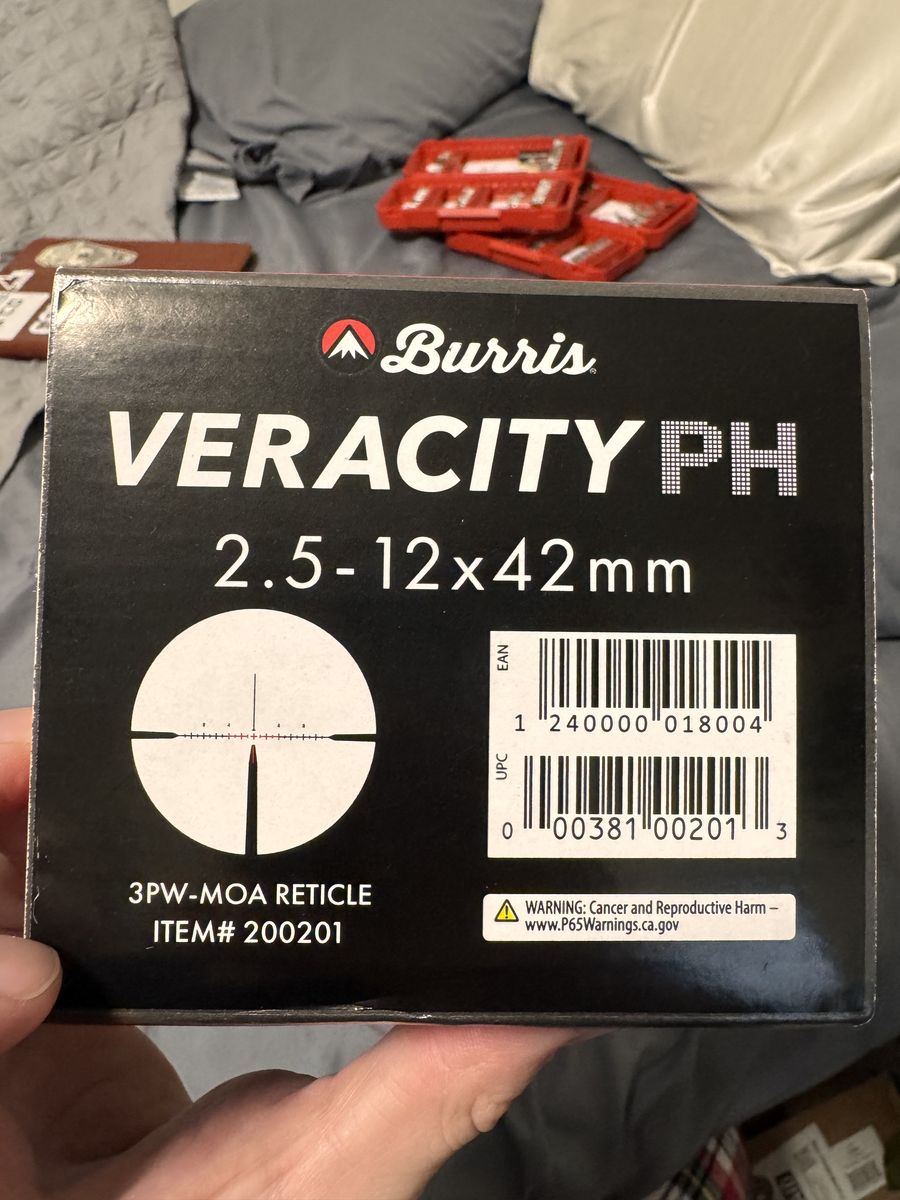 Burris
VERACITY PH
2.5-12x42mm
3PW-MOA RETICLE
ITEM# 200201
EAN
1 240000 018004
UPC
0 00381 00201 3
WARNING: Cancer and Reproductive Harm –
www.P65Warnings.ca.gov